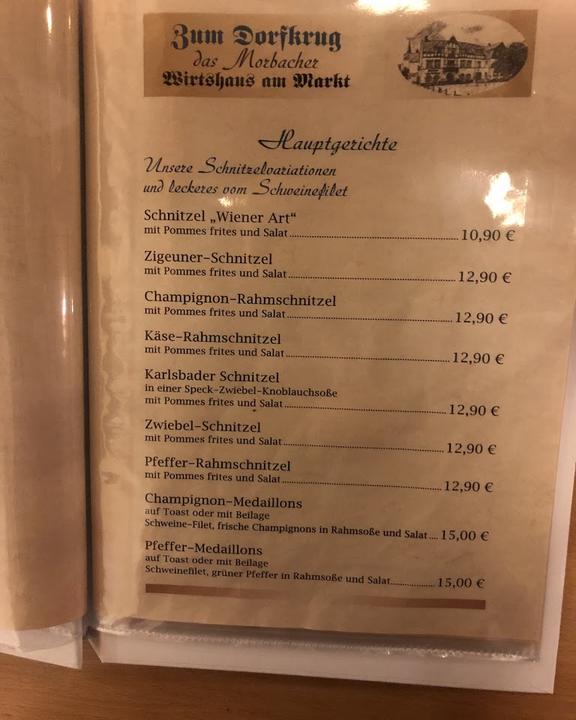 Zum Dorfkrug
das Morbacher
Wirtshaus am Markt
Hauptgerichte
Unsere Schnitzelvariationen
und leckeres vom Schweinefilet
Schnitzel „Wiener Art“
mit Pommes frites und Salat 10,90 €
Zigeuner-Schnitzel
mit Pommes frites und Salat 12,90 €
Champignon-Rahmschnitzel
mit Pommes frites und Salat 12,90 €
Käse-Rahmschnitzel
mit Pommes frites und Salat 12,90 €
Karlsbader Schnitzel
in einer Speck-Zwiebel-Knoblauchsoße
mit Pommes frites und Salat 12,90 €
Zwiebel-Schnitzel
mit Pommes frites und Salat 12,90 €
Pfeffer-Rahmschnitzel
mit Pommes frites und Salat 12,90 €
Champignon-Medaillons
auf Toast oder mit Beilage
Schweine-Filet, frische Champignons in Rahmsoße und Salat 15,00 €
Pfeffer-Medaillons
auf Toast oder mit Beilage
Schweinefilet, grüner Pfeffer in Rahmsoße und Salat 15,00 €